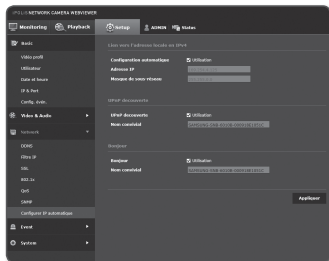 iPOLiS NETWORK CAMERA WEBVIEWER
Monitoring
Playback
Setup
ADMIN
Status
Basic
Vidéo profil
Utilisateur
Date et heure
IP & Port
Config. évén.
Video & Audio
Network
DDNS
Filtre IP
SSL
802.1x
QoS
SNMP
Configurer IP automatique
Event
System
Lien vers l'adresse locale en IPv4
Configuration automatique
Utilisation
Adresse IP
Masque de sous-réseau
UPnP découverte
UPnP découverte
Utilisation
Nom convivial
Bonjour
Bonjour
Utilisation
Nom convivial
Appliquer